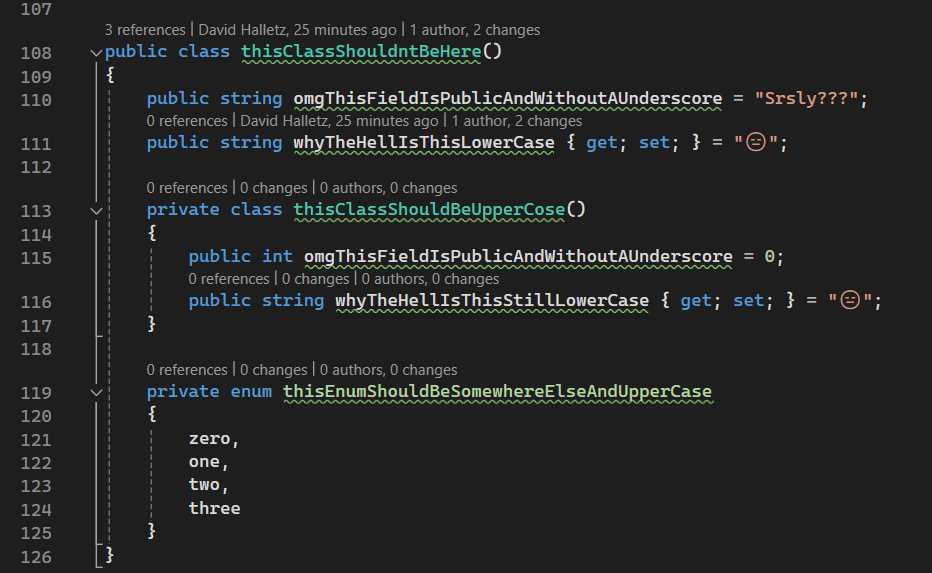 107
3 references | David Halletz, 25 minutes ago | 1 author, 2 changes
108 public class thisClassShouldntBeHere()
109 {
110 public string omgThisFieldIsPublicAndWithoutAUnderscore = "Srsly???";
0 references | David Halletz, 25 minutes ago | 1 author, 2 changes
111 public string whyTheHellIsThisLowerCase { get; set; } = "😑";
112
0 references | 0 changes | 0 authors, 0 changes
113 private class thisClassShouldBeUpperCose()
114 {
115 public int omgThisFieldIsPublicAndWithoutAUnderscore = 0;
0 references | 0 changes | 0 authors, 0 changes
116 public string whyTheHellIsThisStillLowerCase { get; set; } = "😑";
117 }
118
0 references | 0 changes | 0 authors, 0 changes
119 private enum thisEnumShouldBeSomewhereElseAndUpperCase
120 {
121 zero,
122 one,
123 two,
124 three
125 }
126 }